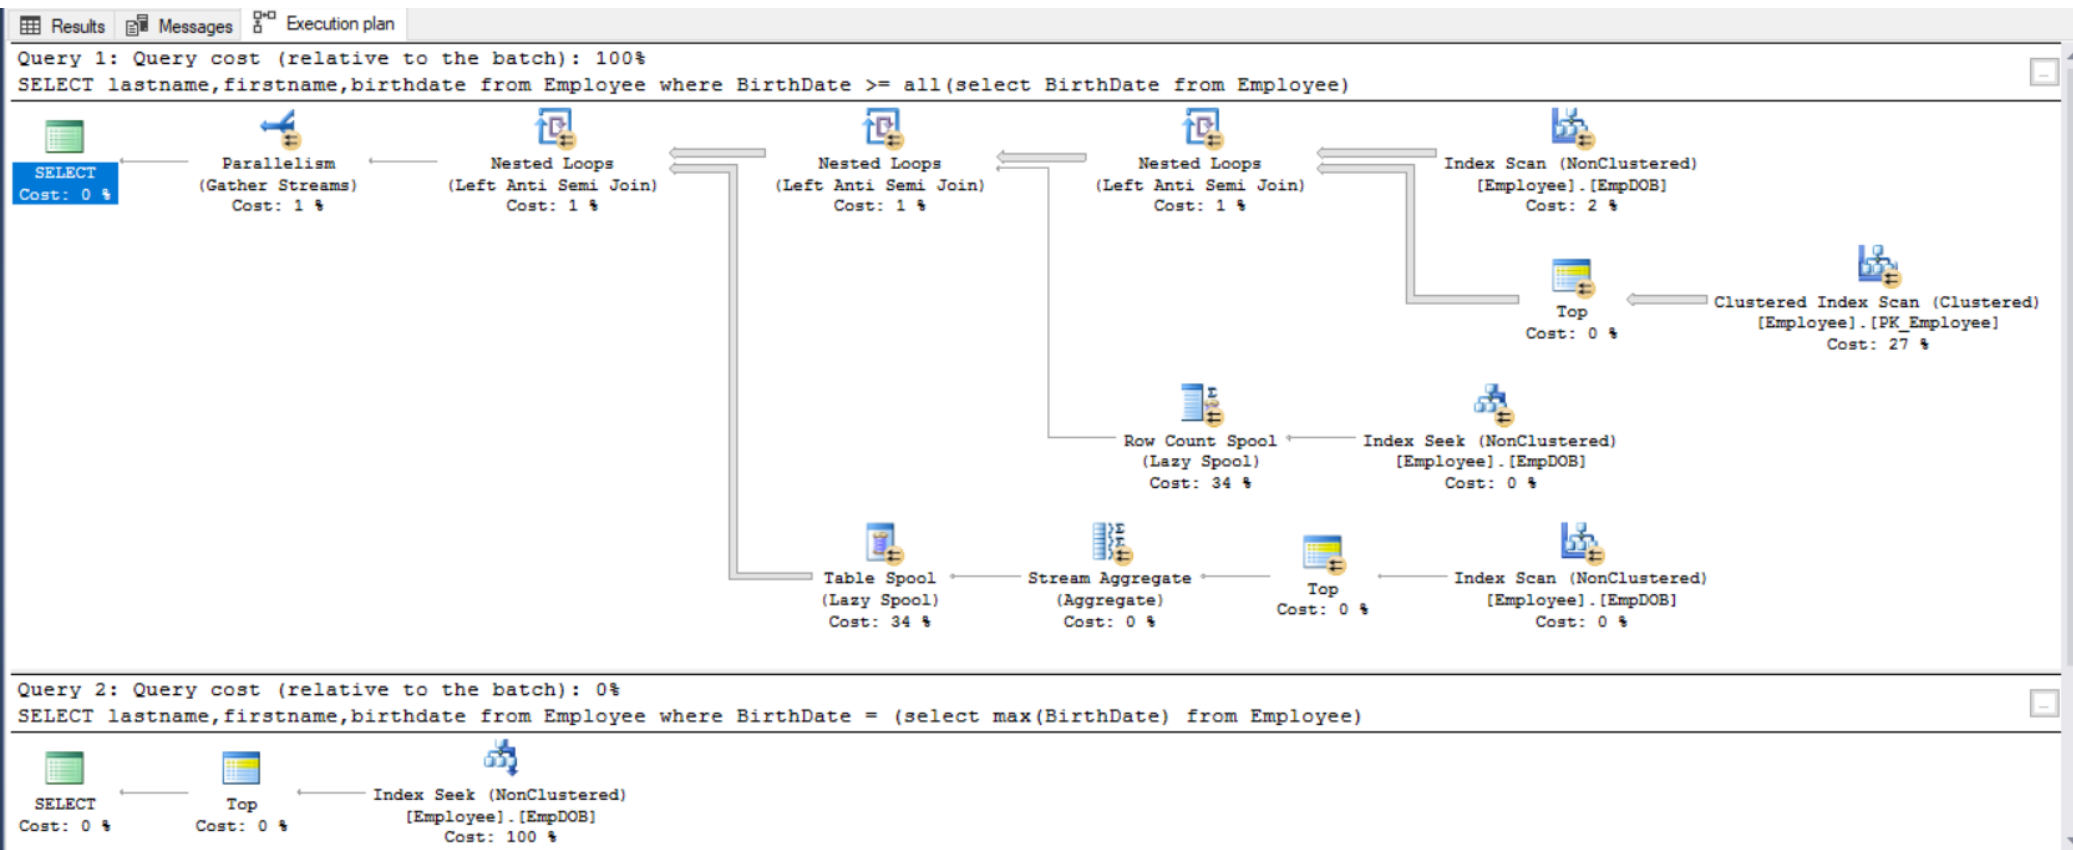 Results Messages Execution plan
Query 1: Query cost (relative to the batch): 100%
SELECT lastname,firstname,birthdate from Employee where BirthDate >= all(select BirthDate from Employee)
SELECT
Cost: 0 %
Parallelism
(Gather Streams)
Cost: 1 %
Nested Loops
(Left Anti Semi Join)
Cost: 1 %
Nested Loops
(Left Anti Semi Join)
Cost: 1 %
Nested Loops
(Left Anti Semi Join)
Cost: 1 %
Index Scan (NonClustered)
[Employee].[EmpDOB]
Cost: 2 %
Top
Cost: 0 %
Clustered Index Scan (Clustered)
[Employee].[PK_Employee]
Cost: 27 %
Row Count Spool
(Lazy Spool)
Cost: 34 %
Index Seek (NonClustered)
[Employee].[EmpDOB]
Cost: 0 %
Table Spool
(Lazy Spool)
Cost: 34 %
Stream Aggregate
(Aggregate)
Cost: 0 %
Top
Cost: 0 %
Index Scan (NonClustered)
[Employee].[EmpDOB]
Cost: 0 %
Query 2: Query cost (relative to the batch): 0%
SELECT lastname,firstname,birthdate from Employee where BirthDate = (select max(BirthDate) from Employee)
SELECT
Cost: 0 %
Top
Cost: 0 %
Index Seek (NonClustered)
[Employee].[EmpDOB]
Cost: 100 %